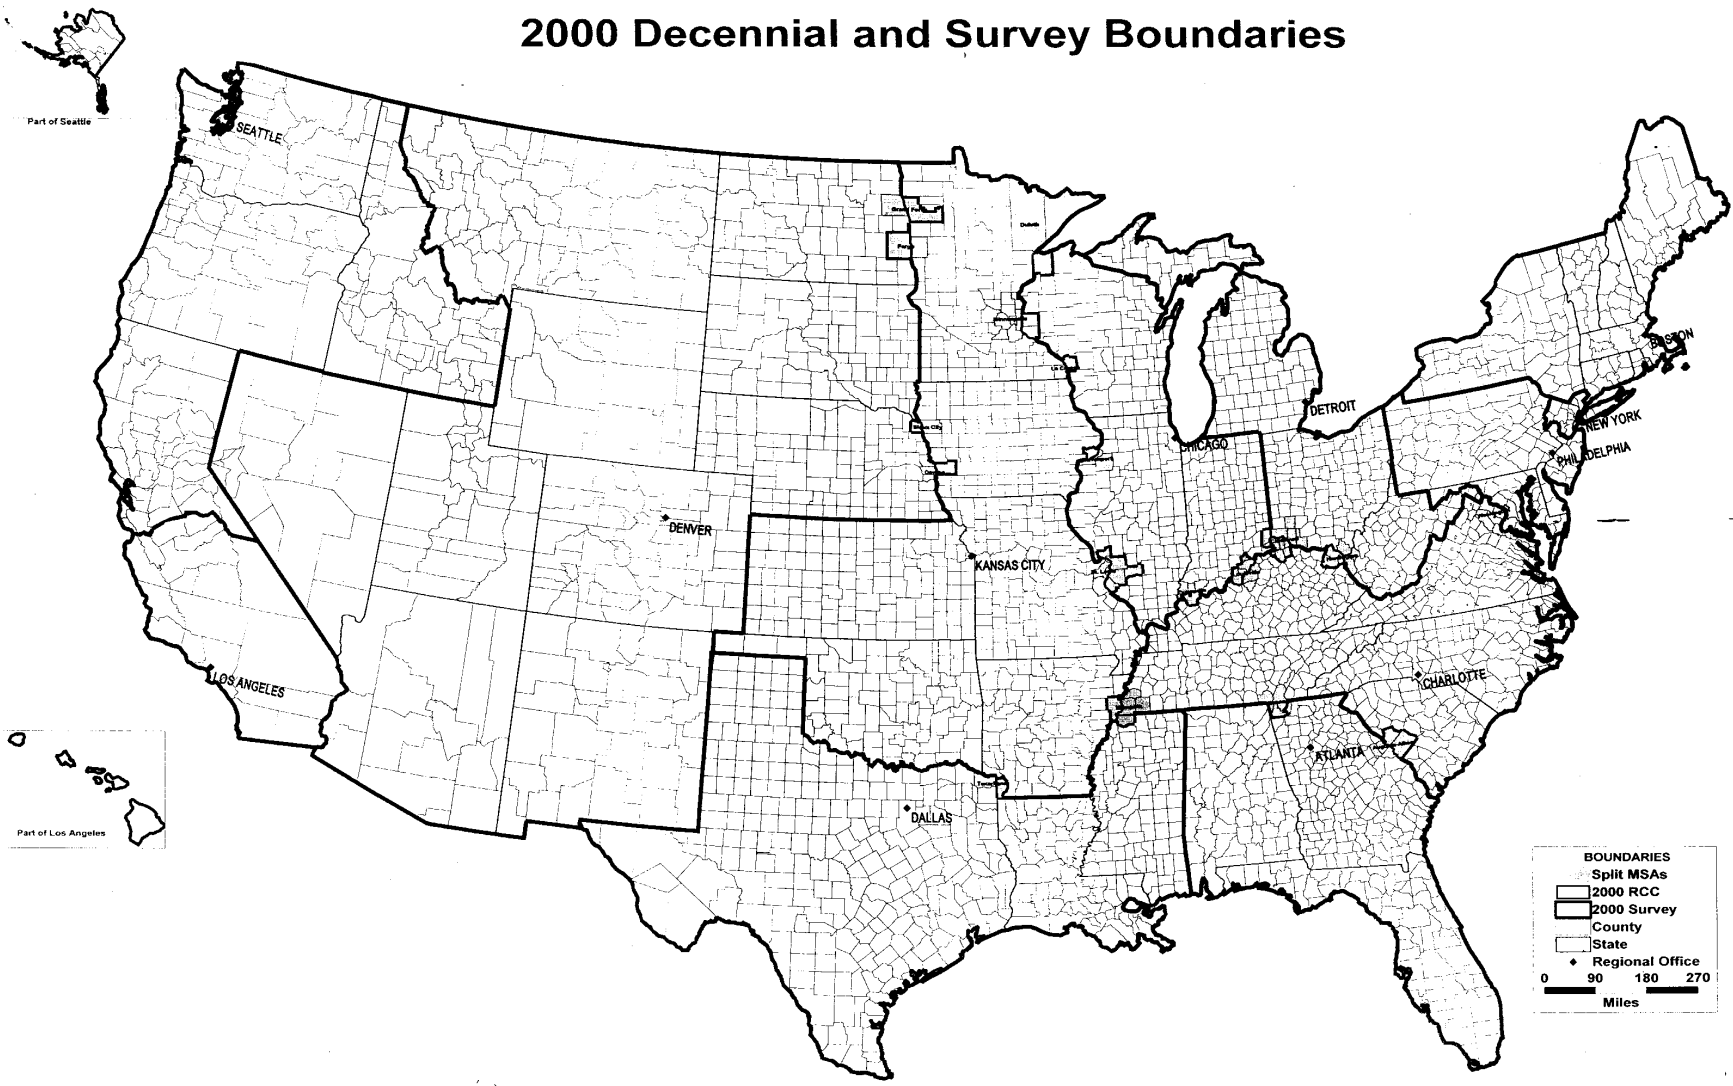 2000 Decennial and Survey Boundaries
Part of Seattle
SEATTLE
Duluth
BOSTON
DETROIT
NEW YORK
CHICAGO
PHILADELPHIA
DENVER
KANSAS CITY
LOS ANGELES
CHARLOTTE
ATLANTA
DALLAS
Part of Los Angeles
BOUNDARIES
Split MSAs
2000 RCC
2000 Survey
County
State
Regional Office
0 90 180 270
Miles